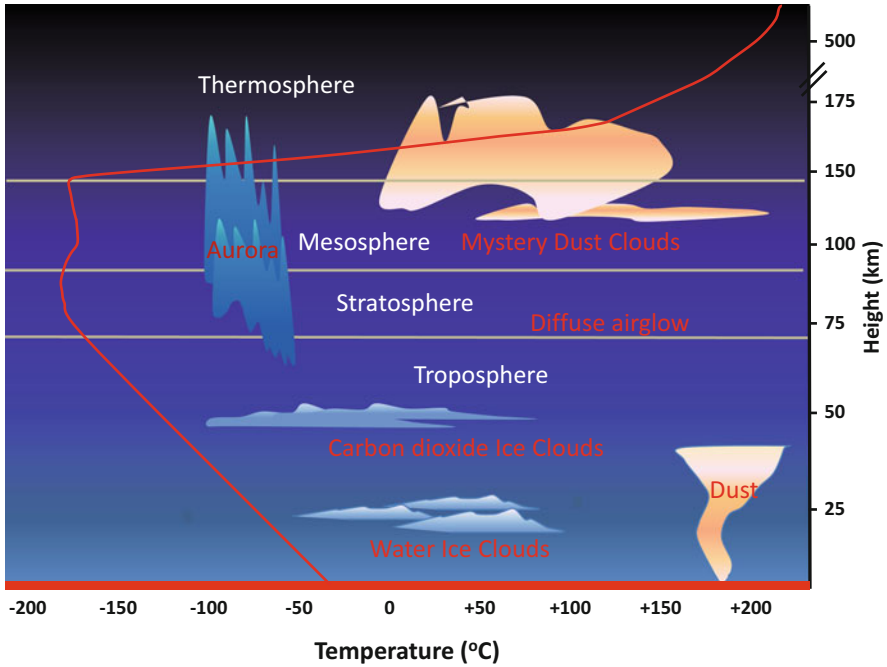 500
175
Thermosphere
150
Mesosphere
Mystery Dust Clouds
Aurora
100
Stratosphere
Diffuse airglow
75
Height (km)
Troposphere
50
Carbon dioxide Ice Clouds
Dust
25
Water Ice Clouds
-200 -150 -100 -50 0 +50 +100 +150 +200
Temperature (oC)